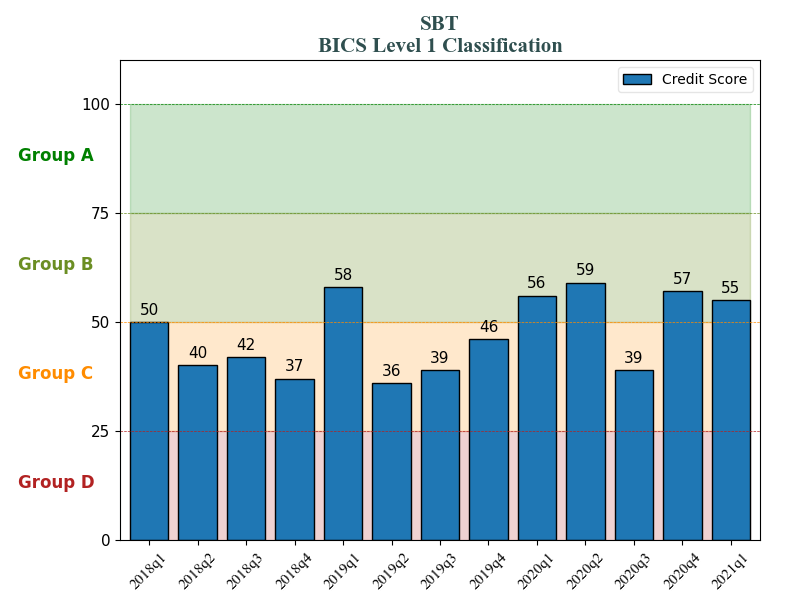 SBT
BICS Level 1 Classification
Credit Score
100
Group A
75
Group B
50
Group C
25
Group D
0
50
40
42
37
58
36
39
46
56
59
39
57
55
2018q1
2018q2
2018q3
2018q4
2019q1
2019q2
2019q3
2019q4
2020q1
2020q2
2020q3
2020q4
2021q1